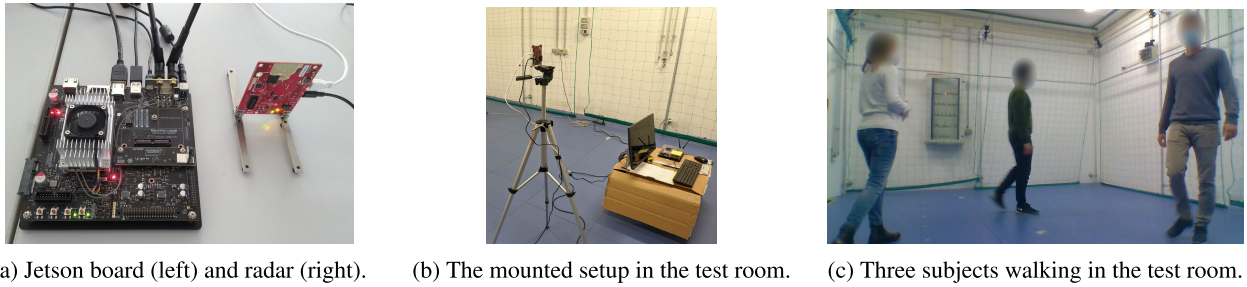 a) Jetson board (left) and radar (right).
(b) The mounted setup in the test room.
(c) Three subjects walking in the test room.